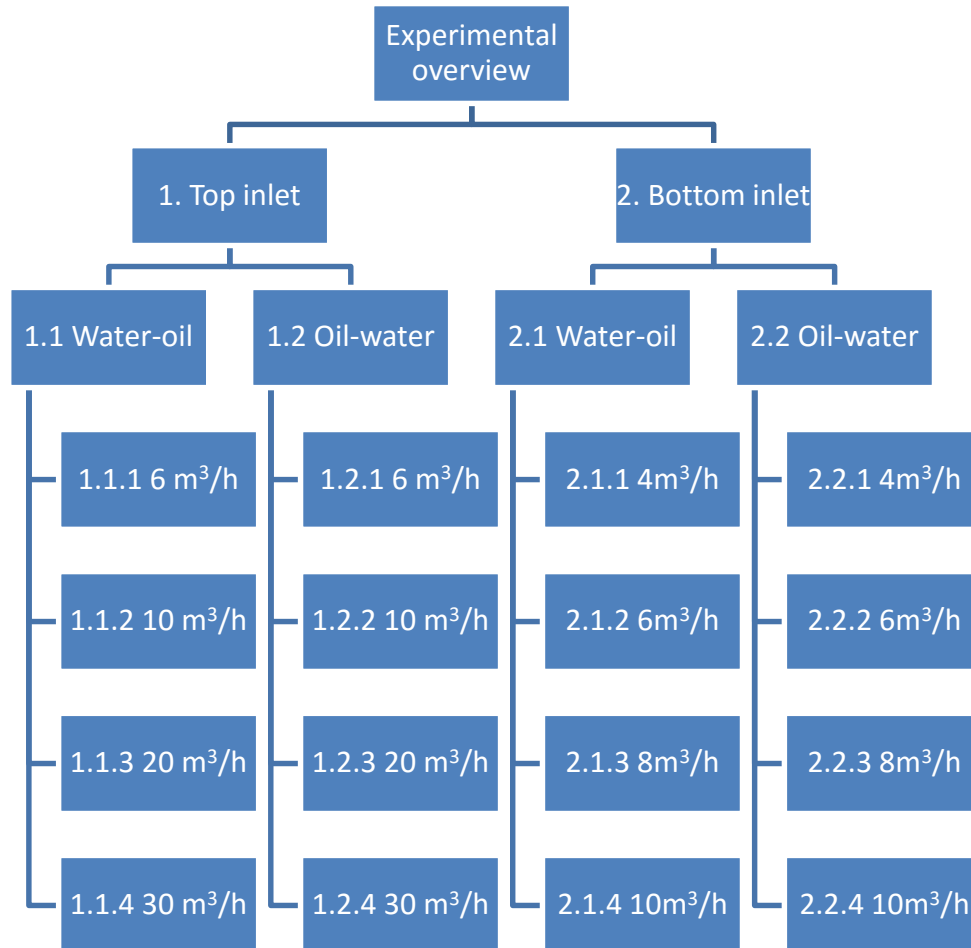 Experimental
overview
1. Top inlet
2. Bottom inlet
1.1 Water-oil
1.2 Oil-water
2.1 Water-oil
2.2 Oil-water
1.1.1 6 m³/h
1.2.1 6 m³/h
2.1.1 4m³/h
2.2.1 4m³/h
1.1.2 10 m³/h
1.2.2 10 m³/h
2.1.2 6m³/h
2.2.2 6m³/h
1.1.3 20 m³/h
1.2.3 20 m³/h
2.1.3 8m³/h
2.2.3 8m³/h
1.1.4 30 m³/h
1.2.4 30 m³/h
2.1.4 10m³/h
2.2.4 10m³/h